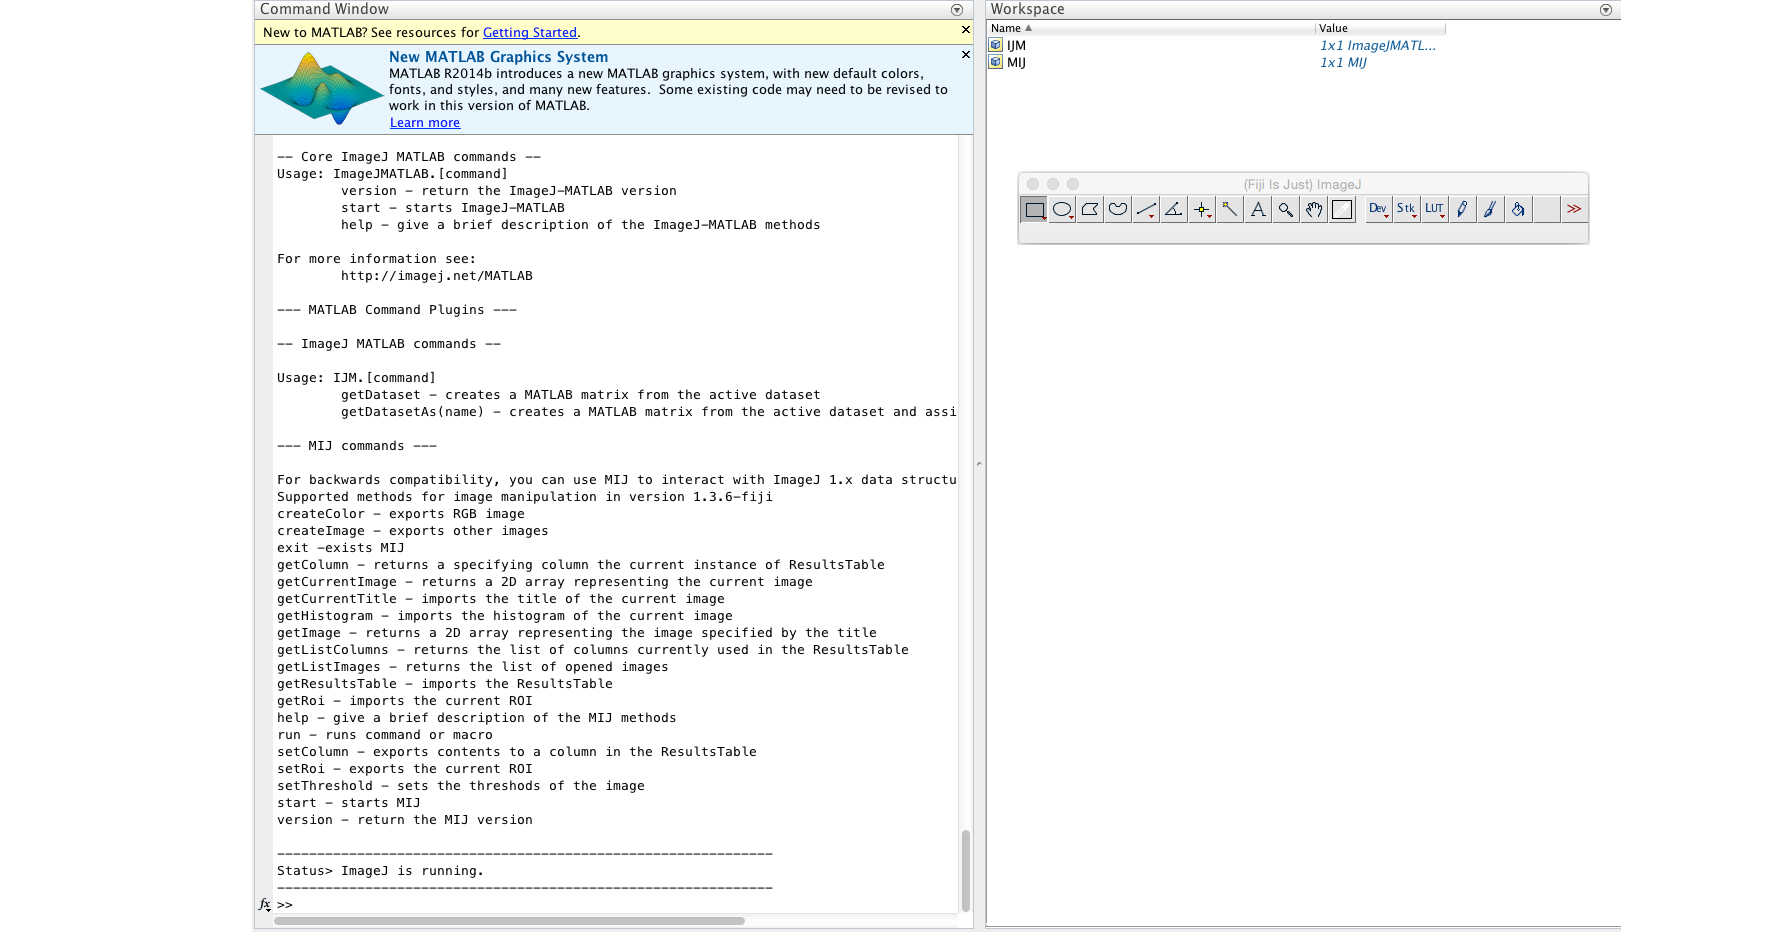 Command Window
New to MATLAB? See resources for Getting Started.
New MATLAB Graphics System
MATLAB R2014b introduces a new MATLAB graphics system, with new default colors,
fonts, and styles, and many new features. Some existing code may need to be revised to
work in this version of MATLAB.
Learn more
-- Core ImageJ MATLAB commands --
Usage: ImageJMATLAB.[command]
version - return the ImageJ-MATLAB version
start - starts ImageJ-MATLAB
help - give a brief description of the ImageJ-MATLAB methods
For more information see:
http://imagej.net/MATLAB
--- MATLAB Command Plugins ---
-- ImageJ MATLAB commands --
Usage: IJM.[command]
getDataset - creates a MATLAB matrix from the active dataset
getDatasetAs(name) - creates a MATLAB matrix from the active dataset and assi
--- MIJ commands ---
For backwards compatibility, you can use MIJ to interact with ImageJ 1.x data structu
Supported methods for image manipulation in version 1.3.6-fiji
createColor - exports RGB image
createImage - exports other images
exit -exists MIJ
getColumn - returns a specifying column the current instance of ResultsTable
getCurrentImage - returns a 2D array representing the current image
getCurrentTitle - imports the title of the current image
getHistogram - imports the histogram of the current image
getImage - returns a 2D array representing the image specified by the title
getListColumns - returns the list of columns currently used in the ResultsTable
getListImages - returns the list of opened images
getResultsTable - imports the ResultsTable
getRoi - imports the current ROI
help - give a brief description of the MIJ methods
run - runs command or macro
setColumn - exports contents to a column in the ResultsTable
setRoi - exports the current ROI
setThreshold - sets the threshods of the image
start - starts MIJ
version - return the MIJ version
--------------------------------------------------------------
Status> ImageJ is running.
--------------------------------------------------------------
fx >>
Workspace
Name Value
IJM 1x1 ImageJMATL...
MIJ 1x1 MIJ
(Fiji Is Just) ImageJ
A Dev Stk LUT >>